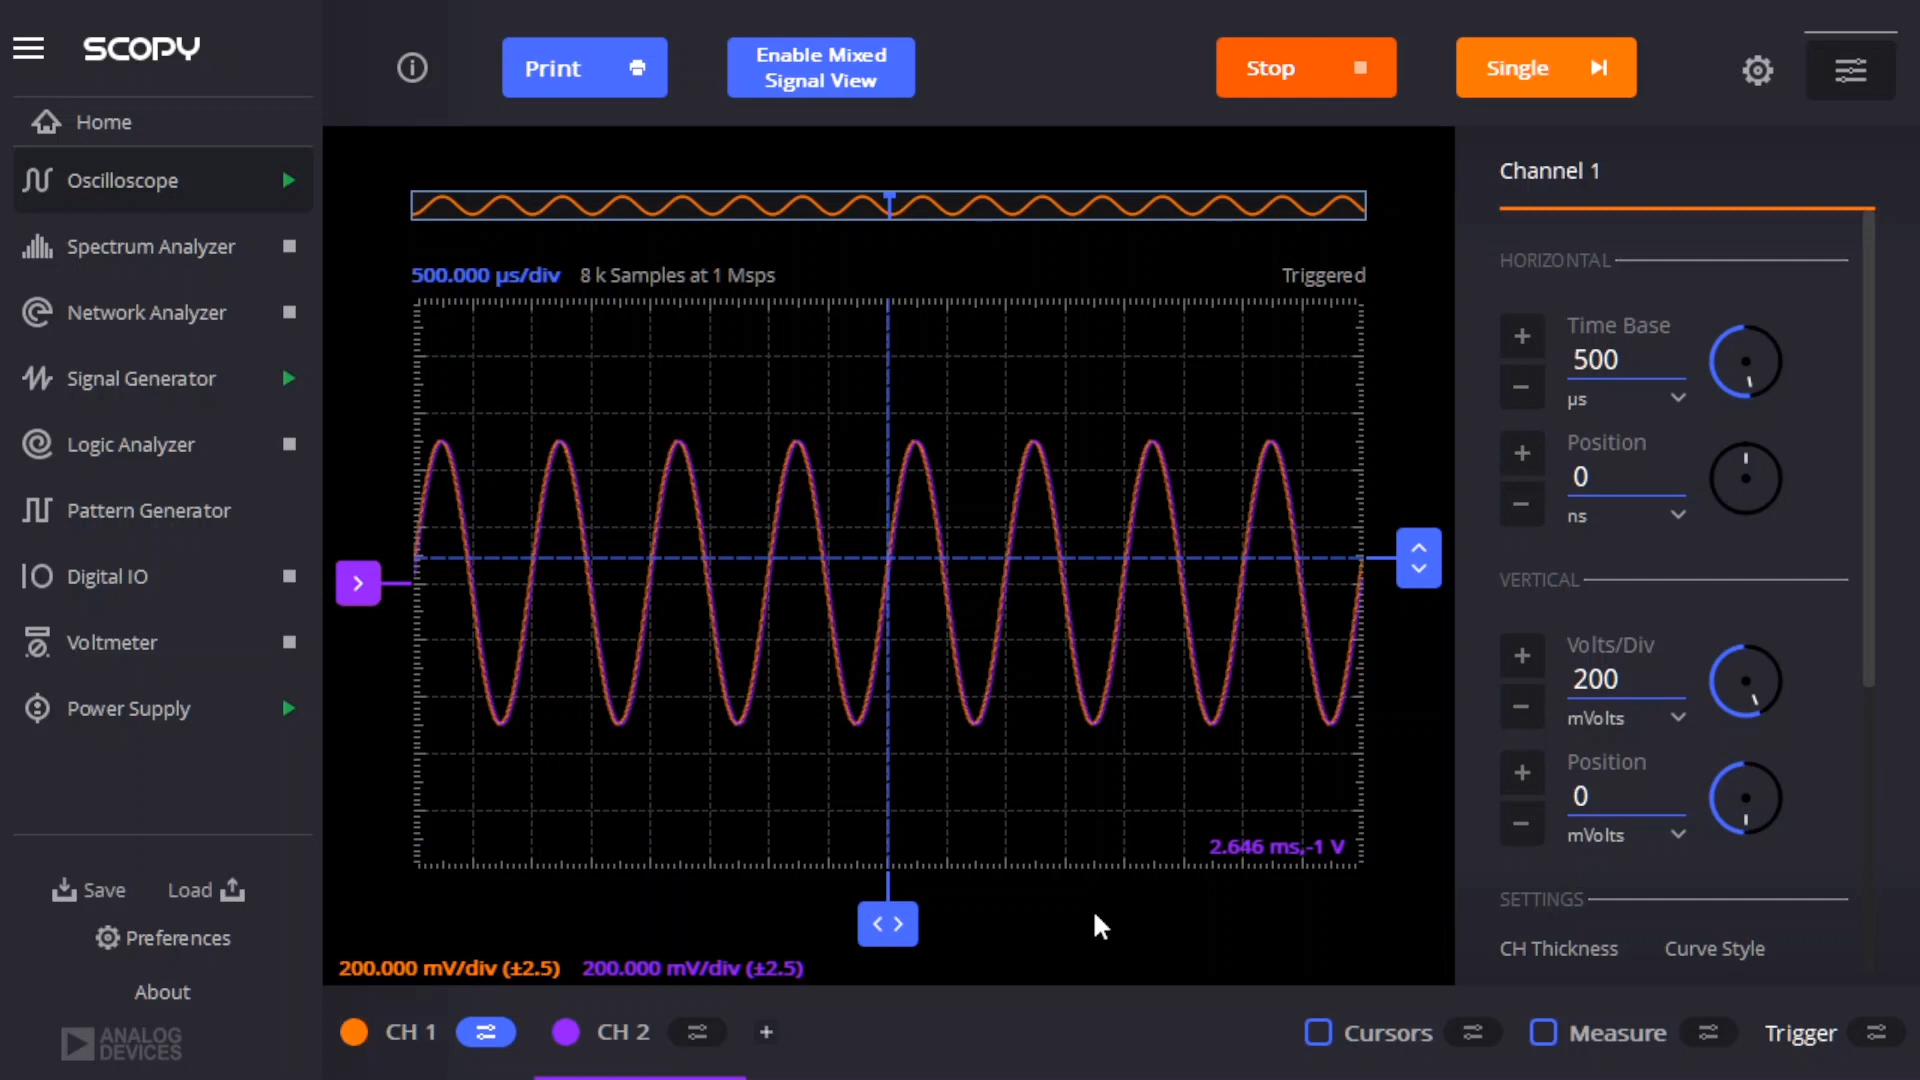 SCOPY
Home
Oscilloscope
Spectrum Analyzer
Network Analyzer
Signal Generator
Logic Analyzer
Pattern Generator
Digital IO
Voltmeter
Power Supply
Save Load
Preferences
About
ANALOG
DEVICES
Print
Enable Mixed
Signal View
Stop
Single
500.000 µs/div 8 k Samples at 1 Msps Triggered
2.646 ms,-1 V
200.000 mV/div (±2.5) 200.000 mV/div (±2.5)
CH 1 CH 2 + Cursors Measure Trigger
Channel 1
HORIZONTAL
Time Base
500
µs
Position
0
ns
VERTICAL
Volts/Div
200
mVolts
Position
0
mVolts
SETTINGS
CH Thickness Curve Style